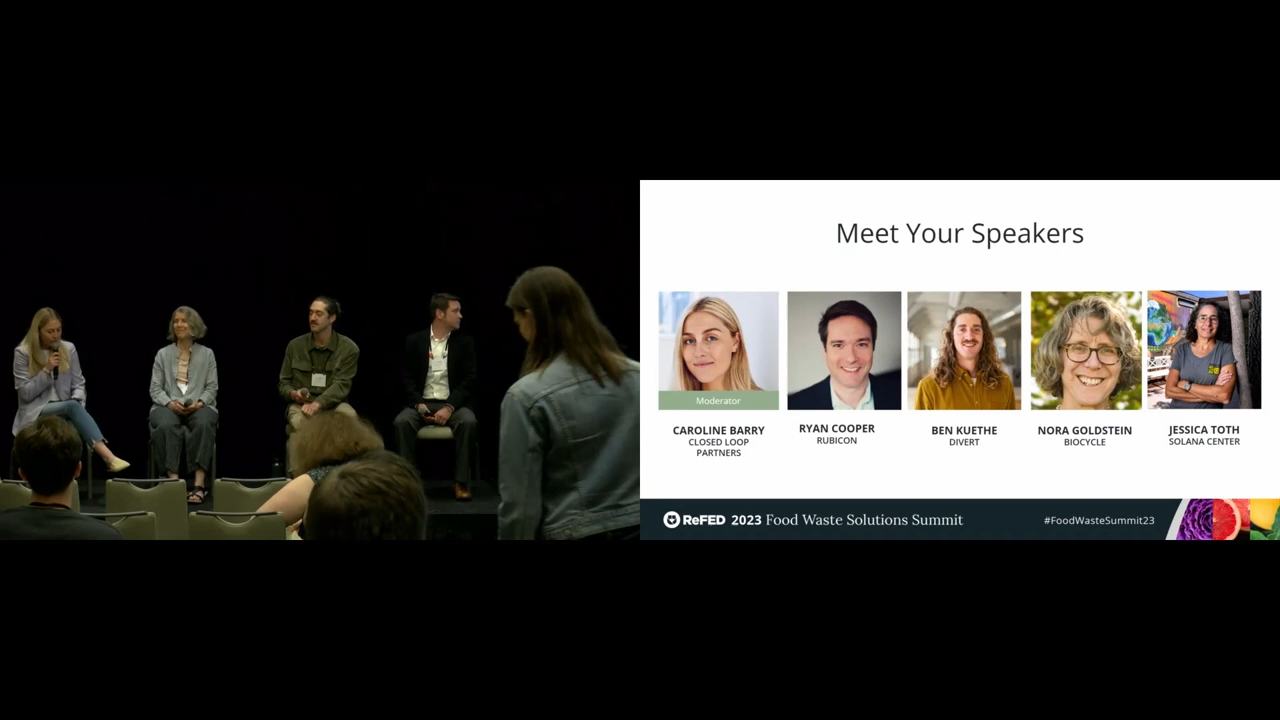 Meet Your Speakers
Moderator
CAROLINE BARRY
CLOSED LOOP
PARTNERS
RYAN COOPER
RUBICON
BEN KUETHE
DIVERT
NORA GOLDSTEIN
BIOCYCLE
JESSICA TOTH
SOLANA CENTER
ReFED 2023 Food Waste Solutions Summit
#FoodWasteSummit23